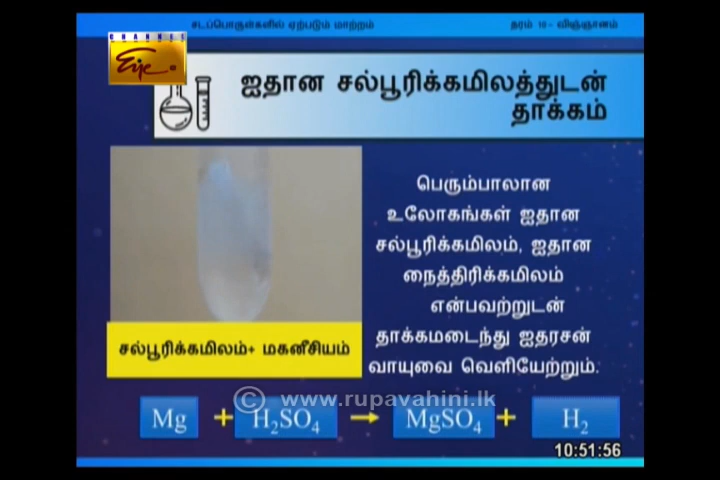 சடப்பொருள்களில் ஏற்படும் மாற்றம்
தரம் 10 - விஞ்ஞானம்
CHANNEL
Eye
ஐதான சல்பூரிக்கமிலத்துடன்
தாக்கம்
பெரும்பாலான
உலோகங்கள் ஐதான
சல்பூரிக்கமிலம், ஐதான
நைத்திரிக்கமிலம்
என்பவற்றுடன்
தாக்கமடைந்து ஐதரசன்
வாயுவை வெளியேற்றும்.
சல்பூரிக்கமிலம்+ மகனீசியம்
© www.rupavahini.lk
Mg + H₂SO₄ → MgSO₄ + H₂
10:51:56